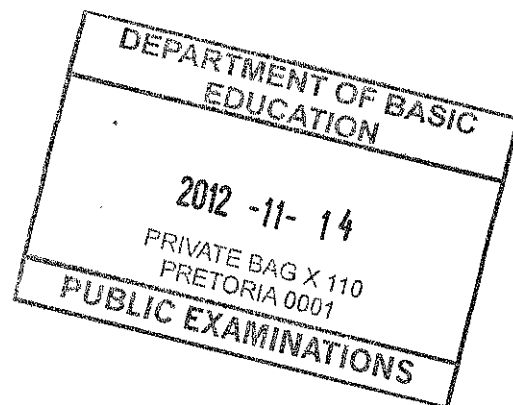 DEPARTMENT OF BASIC
EDUCATION
2012 -11- 14
PRIVATE BAG X 110
PRETORIA 0001
PUBLIC EXAMINATIONS